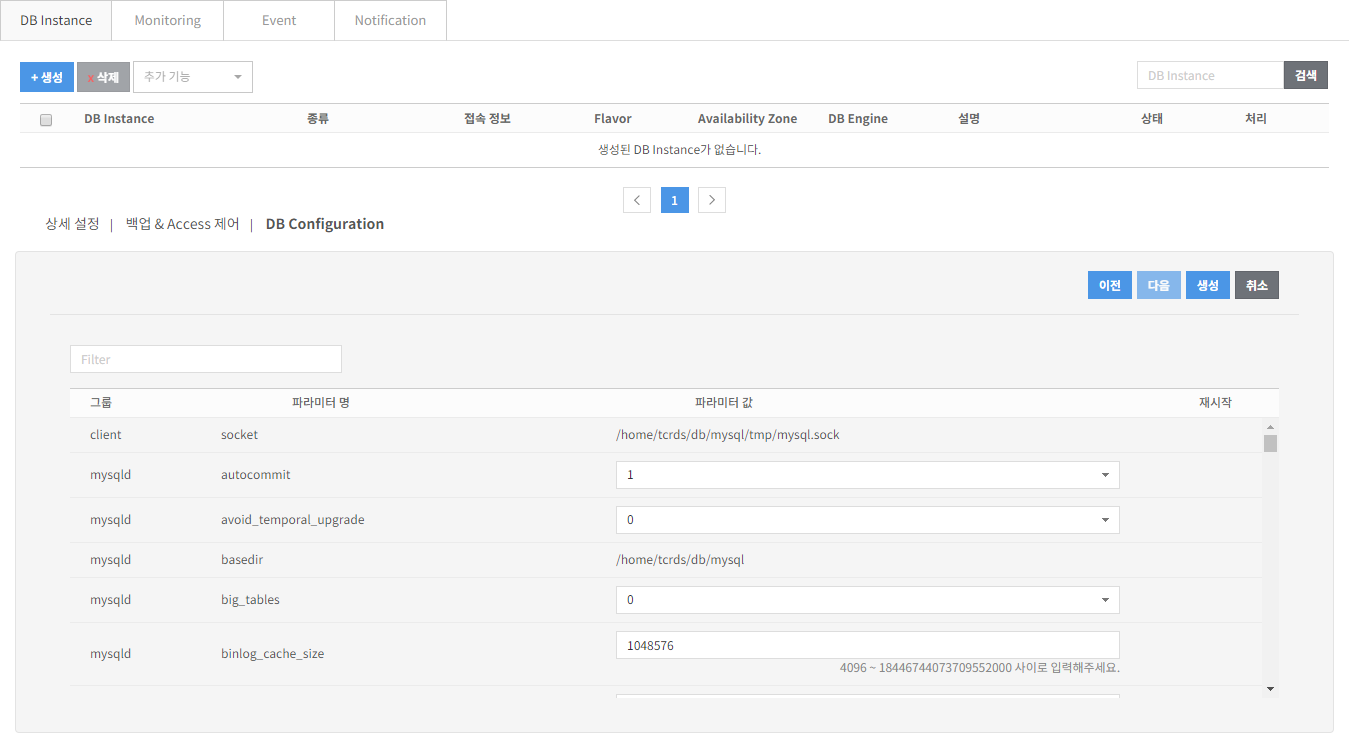 DB Instance Monitoring Event Notification
+ 생성 x 삭제 추가 기능 DB Instance 검색
DB Instance 종류 접속 정보 Flavor Availability Zone DB Engine 설명 상태 처리
생성된 DB Instance가 없습니다.
< 1 >
상세 설정 | 백업 & Access 제어 | DB Configuration
이전 다음 생성 취소
Filter
그룹 파라미터 명 파라미터 값 재시작
client socket /home/tcrds/db/mysql/tmp/mysql.sock
mysqld autocommit 1
mysqld avoid_temporal_upgrade 0
mysqld basedir /home/tcrds/db/mysql
mysqld big_tables 0
mysqld binlog_cache_size 1048576
4096 ~ 18446744073709552000 사이로 입력해주세요.